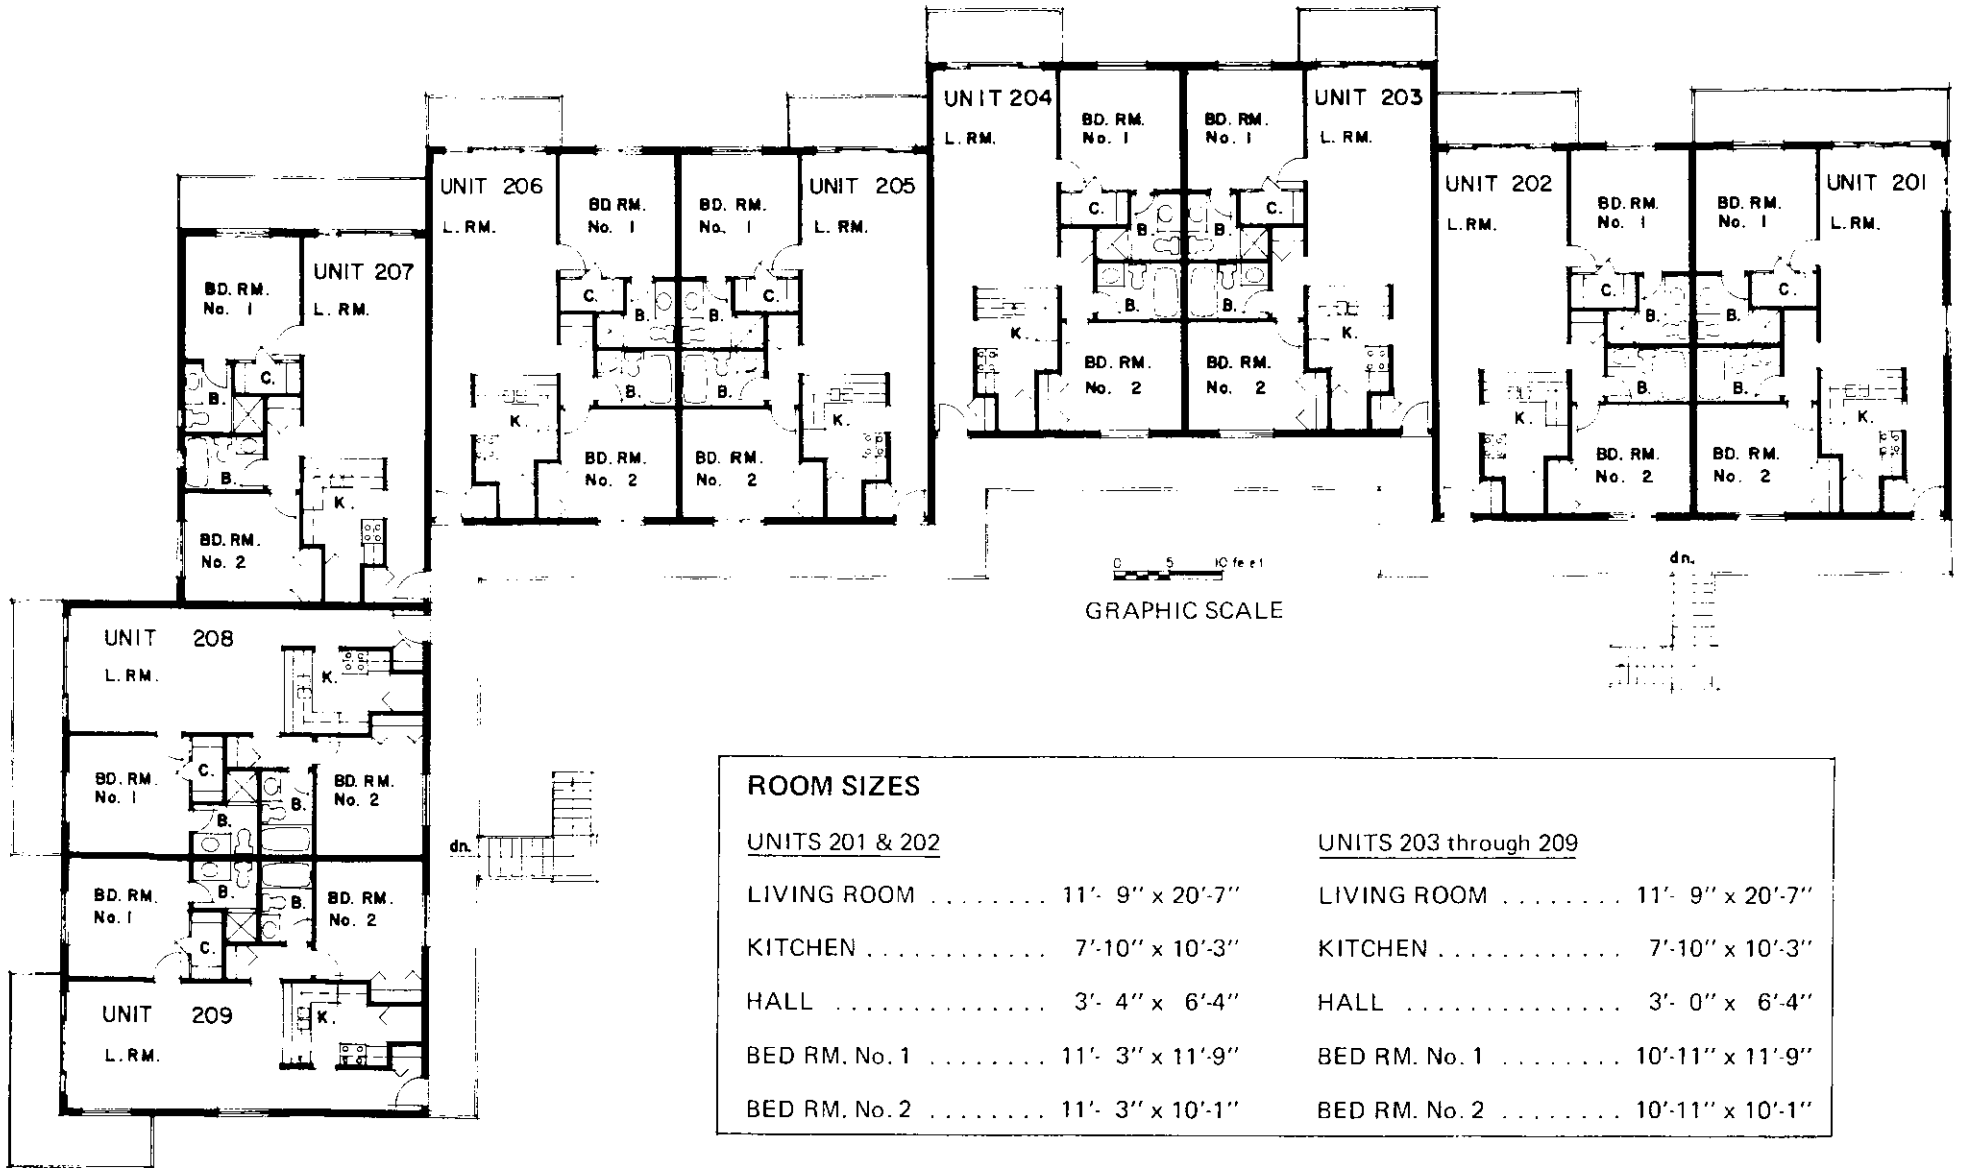 UNIT 204
L. RM.
BD. RM.
No. 1
C.
B.
B.
K.
BD. RM.
No. 2
UNIT 203
L. RM.
BD. RM.
No. 1
C.
B.
B.
K.
BD. RM.
No. 2
UNIT 206
L. RM.
BD. RM.
No. 1
C.
B.
B.
K.
BD. RM.
No. 2
UNIT 205
L. RM.
BD. RM.
No. 1
C.
B.
B.
K.
BD. RM.
No. 2
UNIT 202
L. RM.
BD. RM.
No. 1
C.
B.
B.
K.
BD. RM.
No. 2
UNIT 201
L. RM.
BD. RM.
No. 1
C.
B.
B.
K.
BD. RM.
No. 2
UNIT 207
L. RM.
BD. RM.
No. 1
C.
B.
B.
K.
BD. RM.
No. 2
0 5 10 feet
GRAPHIC SCALE
dn.
UNIT 208
L. RM.
K.
BD. RM.
No. 1
C.
B.
B.
BD. RM.
No. 2
dn.
BD. RM.
No. 1
C.
B.
B.
BD. RM.
No. 2
UNIT 209
L. RM.
K.
ROOM SIZES
UNITS 201 & 202
LIVING ROOM ........ 11'- 9" x 20'-7"
KITCHEN ............ 7'-10" x 10'-3"
HALL .............. 3'- 4" x 6'-4"
BED RM. No. 1 ........ 11'- 3" x 11'-9"
BED RM. No. 2 ........ 11'- 3" x 10'-1"
UNITS 203 through 209
LIVING ROOM ........ 11'- 9" x 20'-7"
KITCHEN ............ 7'-10" x 10'-3"
HALL .............. 3'- 0" x 6'-4"
BED RM. No. 1 ........ 10'-11" x 11'-9"
BED RM. No. 2 ........ 10'-11" x 10'-1"